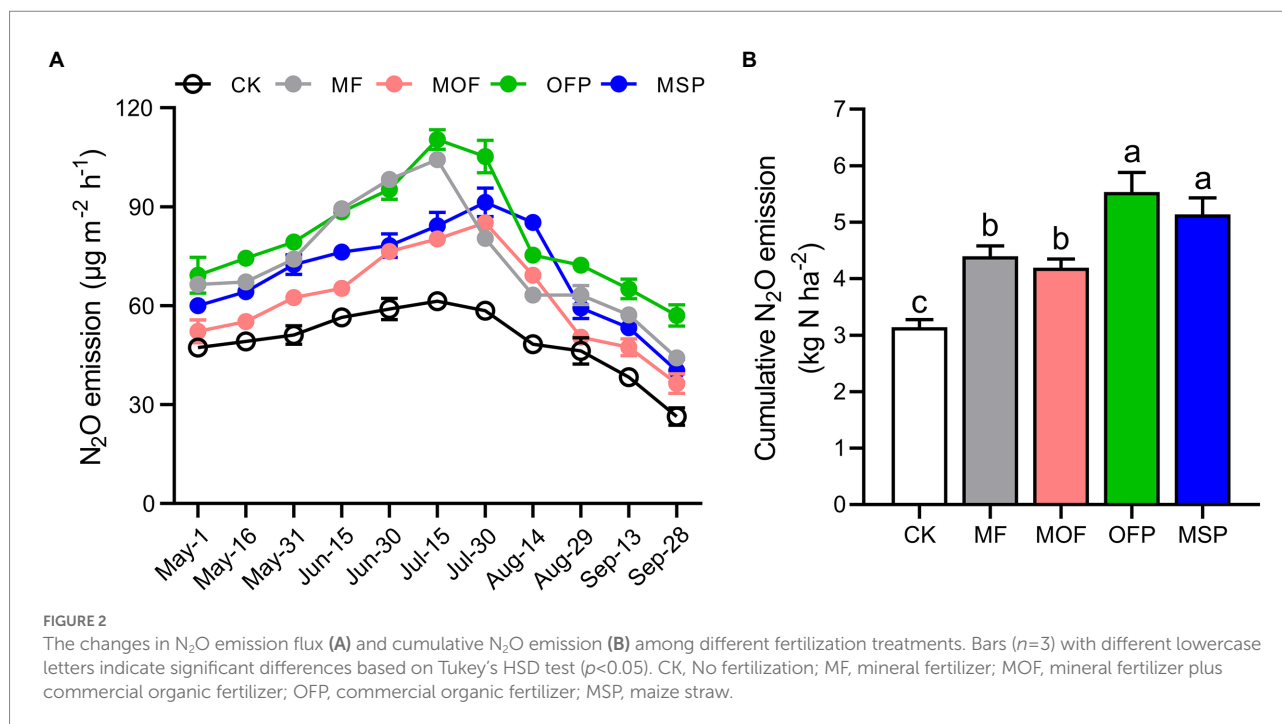 A
CK MF MOF OFP MSP
N₂O emission (µg m⁻² h⁻¹)
120
90
60
30
0
May-1 May-16 May-31 Jun-15 Jun-30 Jul-15 Jul-30 Aug-14 Aug-29 Sep-13 Sep-28
B
Cumulative N₂O emission
(kg N ha⁻²)
7
6
5
4
3
2
1
0
c b b a a
CK MF MOF OFP MSP
FIGURE 2
The changes in N₂O emission flux (A) and cumulative N₂O emission (B) among different fertilization treatments. Bars (n=3) with different lowercase
letters indicate significant differences based on Tukey's HSD test (p<0.05). CK, No fertilization; MF, mineral fertilizer; MOF, mineral fertilizer plus
commercial organic fertilizer; OFP, commercial organic fertilizer; MSP, maize straw.